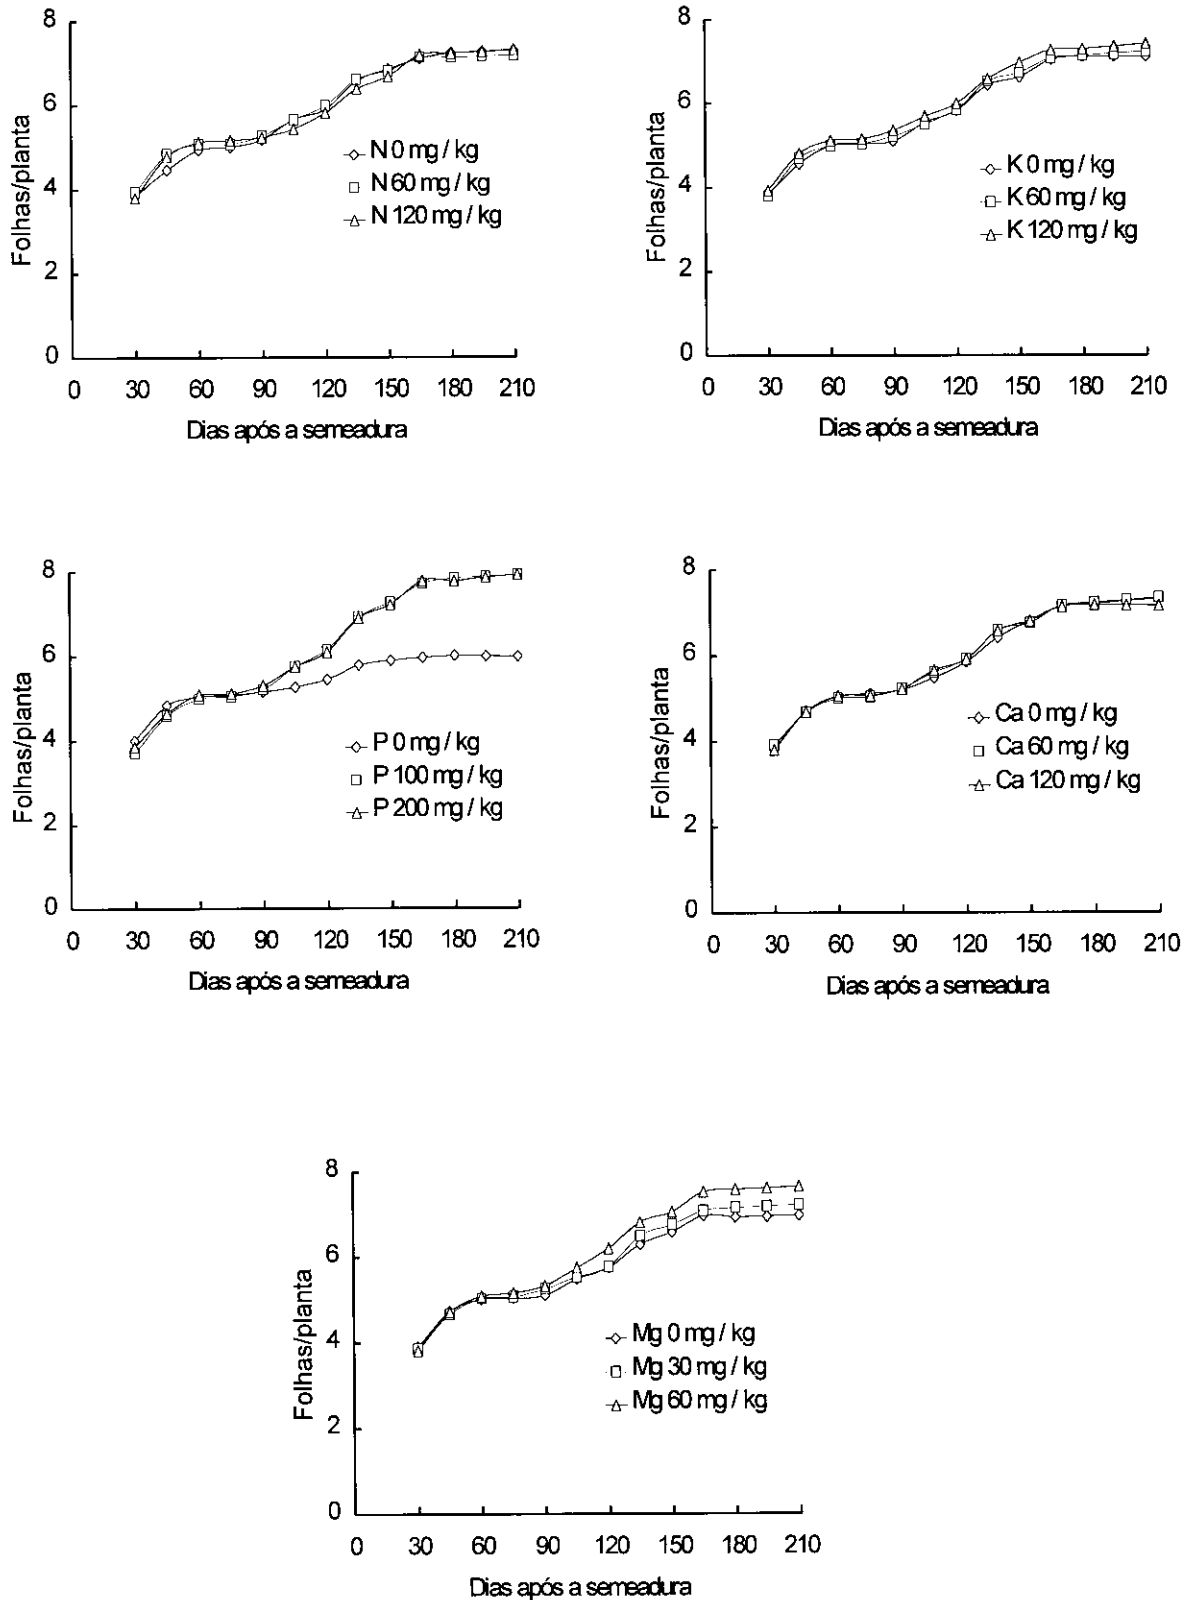 8
6
4
2
0
Folhas/planta
N 0 mg / kg
N 60 mg / kg
N 120 mg / kg
0 30 60 90 120 150 180 210
Dias após a semeadura
8
6
4
2
0
Folhas/planta
K 0 mg / kg
K 60 mg / kg
K 120 mg / kg
0 30 60 90 120 150 180 210
Dias após a semeadura
8
6
4
2
0
Folhas/planta
P 0 mg / kg
P 100 mg / kg
P 200 mg / kg
0 30 60 90 120 150 180 210
Dias após a semeadura
8
6
4
2
0
Folhas/planta
Ca 0 mg / kg
Ca 60 mg / kg
Ca 120 mg / kg
0 30 60 90 120 150 180 210
Dias após a semeadura
8
6
4
2
0
Folhas/planta
Mg 0 mg / kg
Mg 30 mg / kg
Mg 60 mg / kg
0 30 60 90 120 150 180 210
Dias após a semeadura